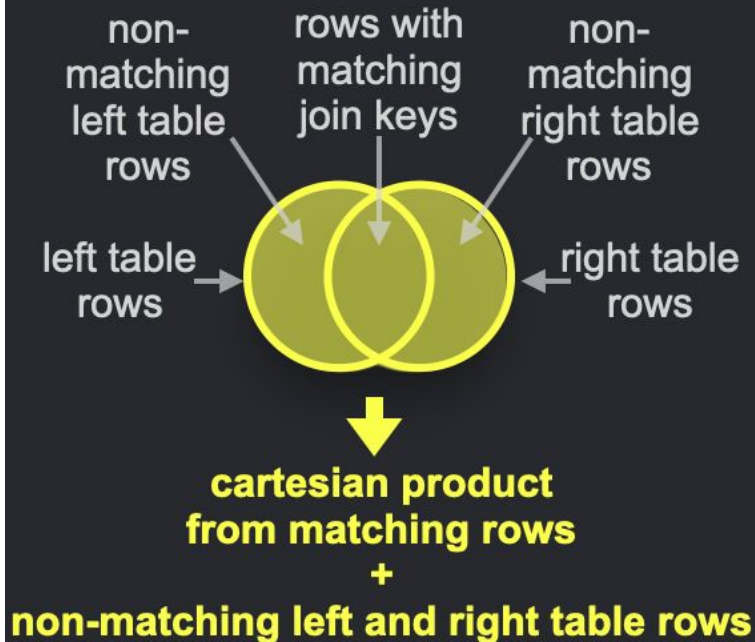 non-
matching
left table
rows
rows with
matching
join keys
non-
matching
right table
rows
left table
rows
right table
rows
cartesian product
from matching rows
+
non-matching left and right table rows